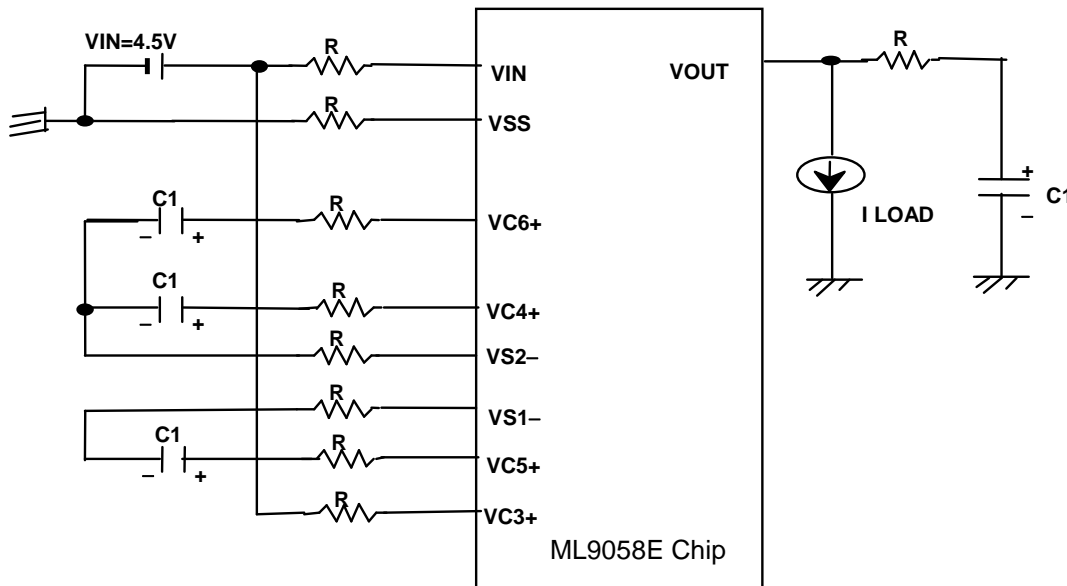 VIN=4.5V
R
VIN
R
VSS
C1
R
– +
VC6+
C1
R
– +
VC4+
R
VS2–
R
VS1–
C1
R
– +
VC5+
R
VC3+
ML9058E Chip
VOUT
R
I LOAD
+
C1
–